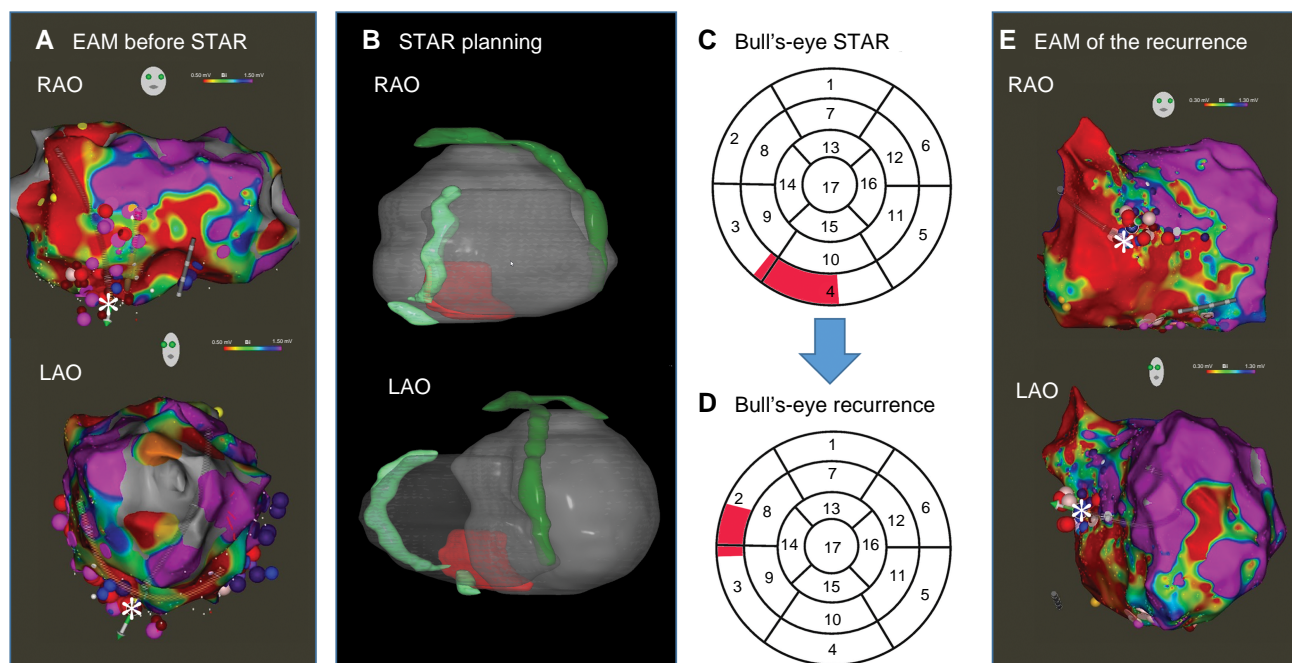 A EAM before STAR
RAO
0.50 mV Bi 1.50 mV
LAO
0.50 mV Bi 1.50 mV
B STAR planning
RAO
LAO
C Bull's-eye STAR
1
2
7
6
8
13
12
14
17
16
3
9
15
11
5
10
4
D Bull's-eye recurrence
1
2
7
6
8
13
12
14
17
16
3
9
15
11
5
10
4
E EAM of the recurrence
RAO
0.30 mV Bi 1.30 mV
LAO
0.30 mV Bi 1.30 mV